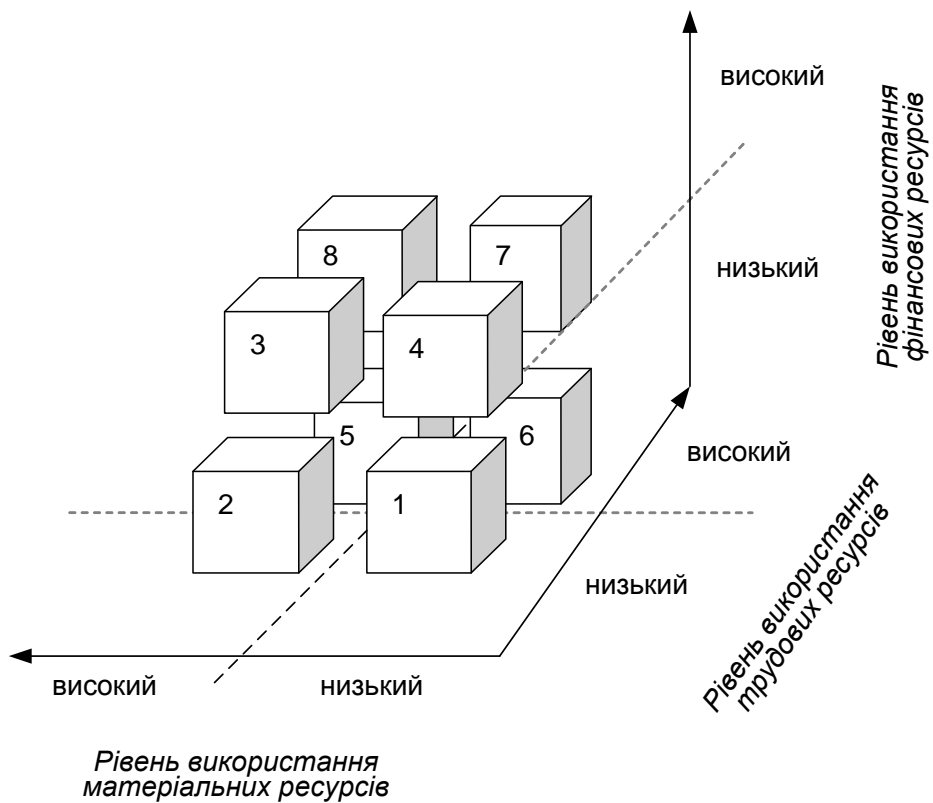 високий
Рівень використання
фінансових ресурсів
8
7
низький
3
4
5
6
високий
2
1
низький
Рівень використання
трудових ресурсів
високий
низький
Рівень використання
матеріальних ресурсів